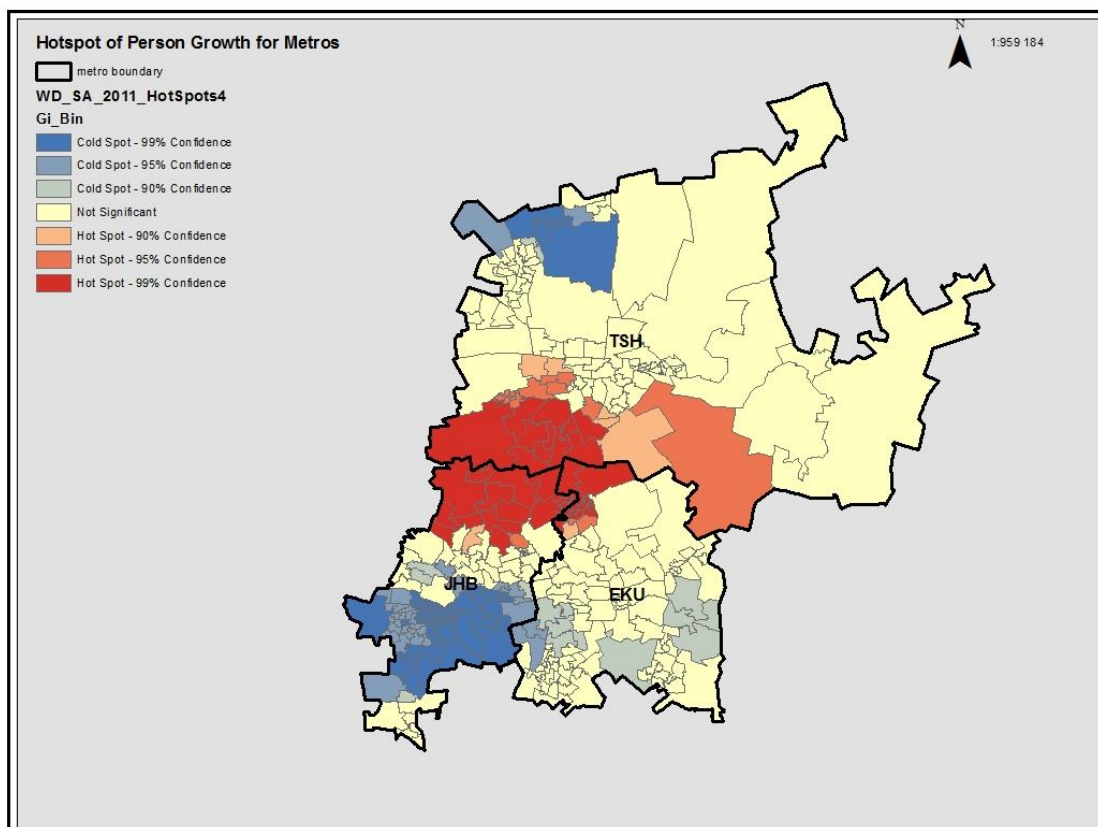 Hotspot of Person Growth for Metros
metro boundary
WD_SA_2011_HotSpots4
Gi_Bin
Cold Spot - 99% Confidence
Cold Spot - 95% Confidence
Cold Spot - 90% Confidence
Not Significant
Hot Spot - 90% Confidence
Hot Spot - 95% Confidence
Hot Spot - 99% Confidence
N
1:959 184
TSH
JHB
EKU